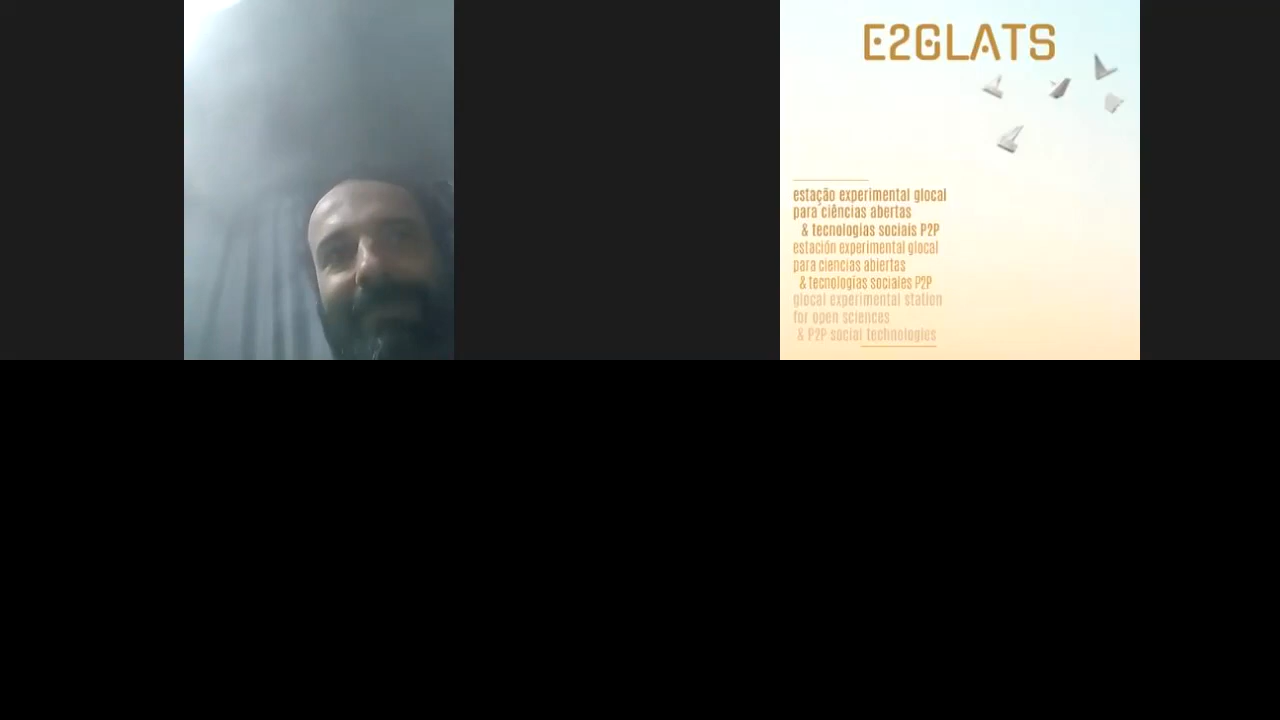 E2GLATS
estação experimental glocal
para ciências abertas
& tecnologias sociais P2P
estación experimental glocal
para ciencias abiertas
& tecnologías sociales P2P
glocal experimental station
for open sciences
& P2P social technologies